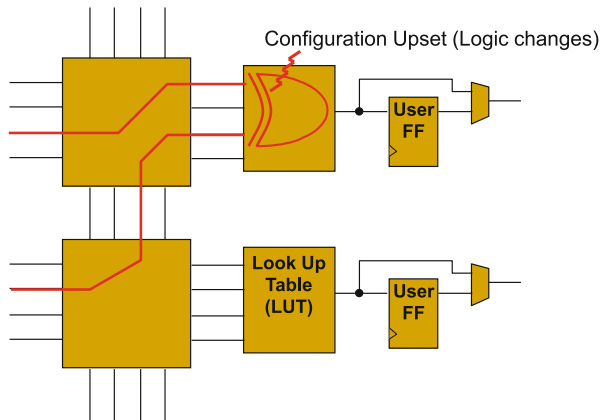 Configuration Upset (Logic changes)
User
FF
Look Up
Table
(LUT)
User
FF